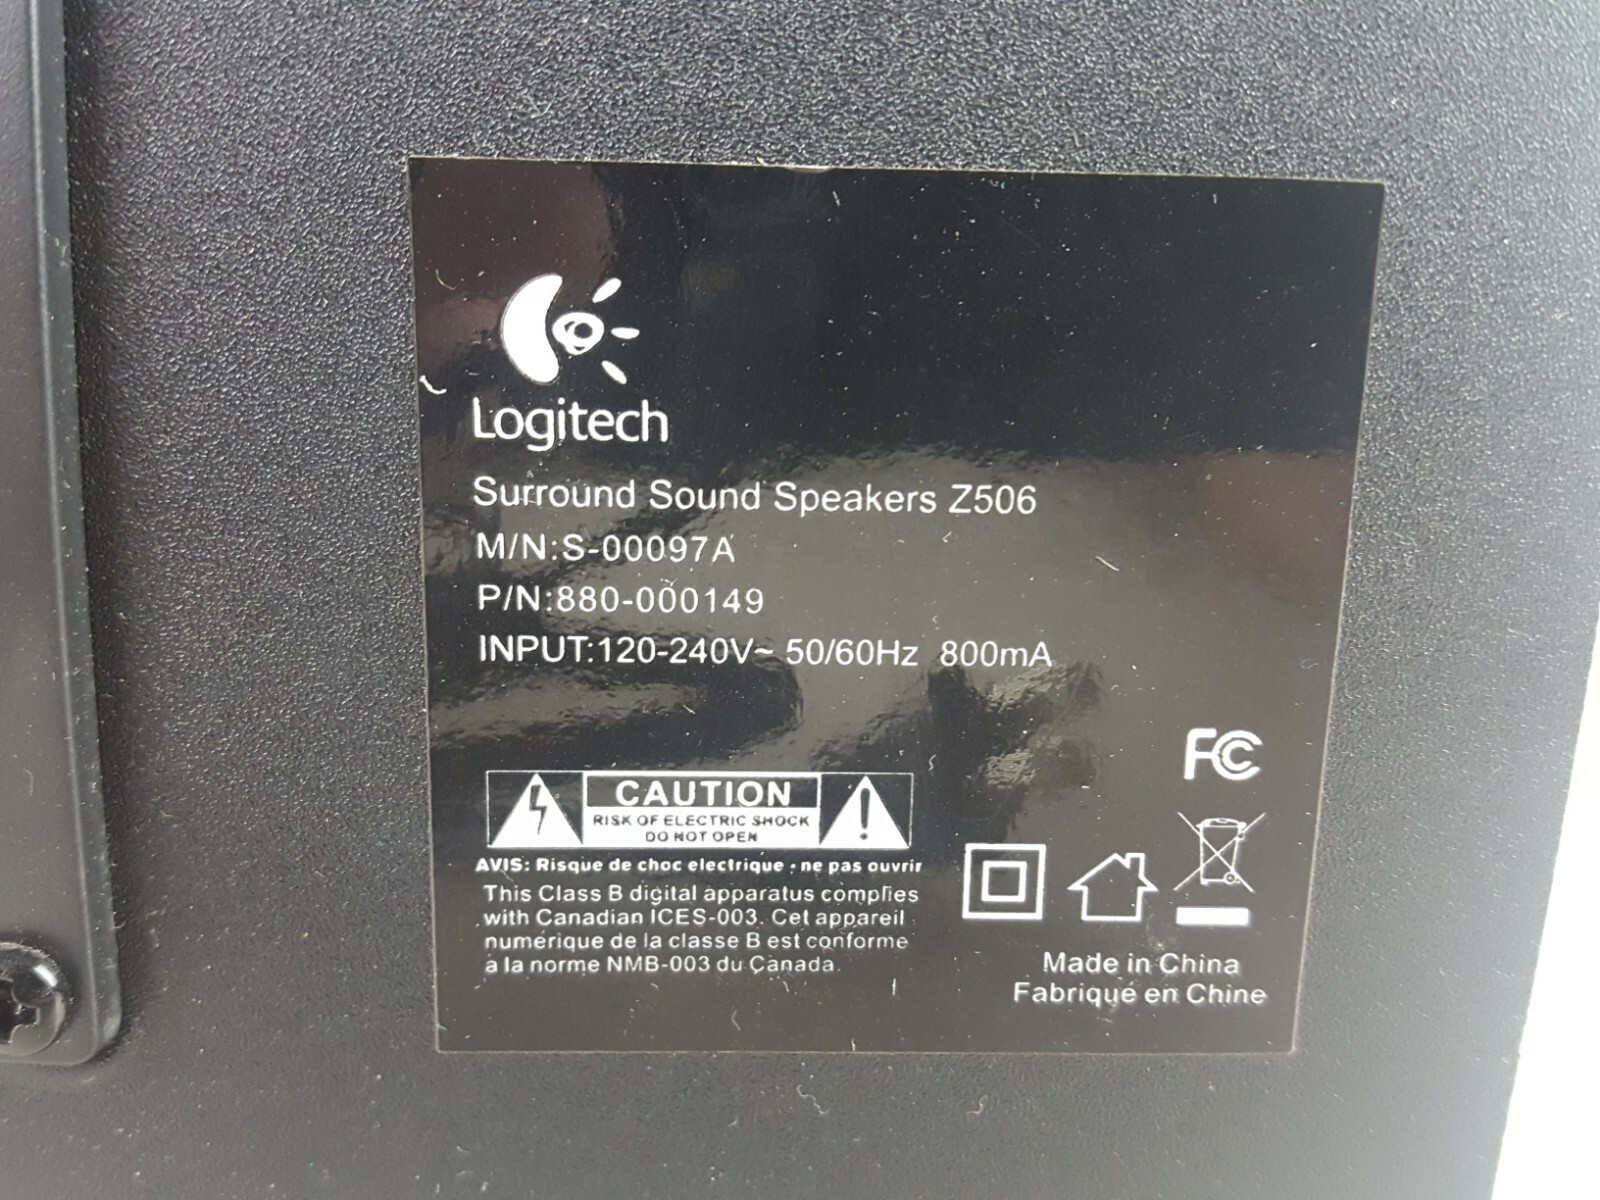 Logitech
Surround Sound Speakers Z506
M/N:S-00097A
P/N:880-000149
INPUT:120-240V~ 50/60Hz 800mA
FC
CAUTION
RISK OF ELECTRIC SHOCK
DO NOT OPEN
AVIS: Risque de choc electrique - ne pas ouvrir
This Class B digital apparatus complies
with Canadian ICES-003. Cet appareil
numérique de la classe B est conforme
à la norme NMB-003 du Canada.
Made in China
Fabriqué en Chine